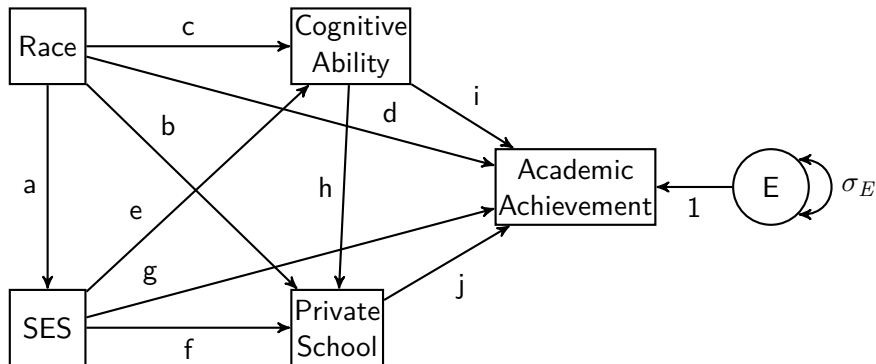 Race
c
Cognitive
Ability
i
d
b
a
Academic
Achievement
E
σ_E
1
h
e
g
j
SES
f
Private
School